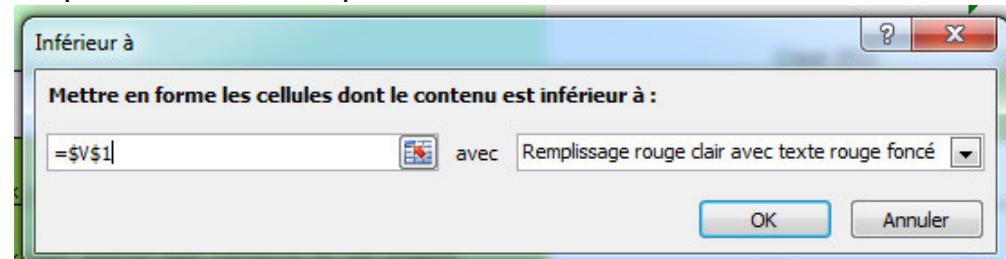 Inférieur à
Mettre en forme les cellules dont le contenu est inférieur à :
=$V$1 avec Remplissage rouge clair avec texte rouge foncé
OK Annuler